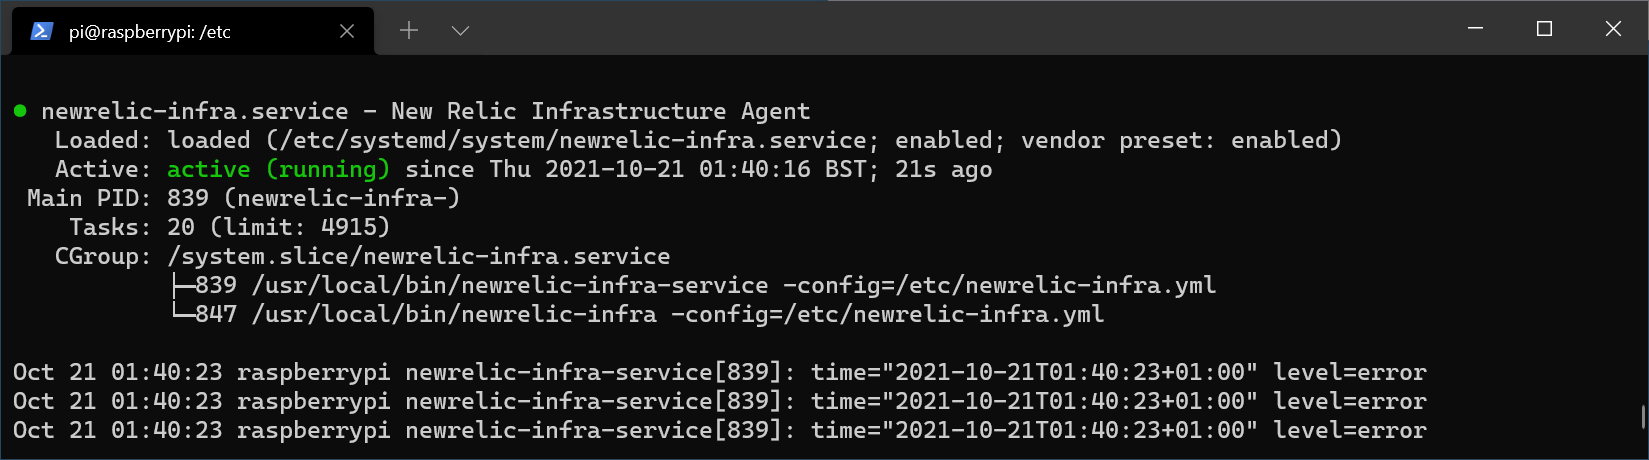 pi@raspberrypi: /etc
● newrelic-infra.service - New Relic Infrastructure Agent
   Loaded: loaded (/etc/systemd/system/newrelic-infra.service; enabled; vendor preset: enabled)
   Active: active (running) since Thu 2021-10-21 01:40:16 BST; 21s ago
 Main PID: 839 (newrelic-infra-)
    Tasks: 20 (limit: 4915)
   CGroup: /system.slice/newrelic-infra.service
           ├─839 /usr/local/bin/newrelic-infra-service -config=/etc/newrelic-infra.yml
           └─847 /usr/local/bin/newrelic-infra -config=/etc/newrelic-infra.yml
Oct 21 01:40:23 raspberrypi newrelic-infra-service[839]: time="2021-10-21T01:40:23+01:00" level=error
Oct 21 01:40:23 raspberrypi newrelic-infra-service[839]: time="2021-10-21T01:40:23+01:00" level=error
Oct 21 01:40:23 raspberrypi newrelic-infra-service[839]: time="2021-10-21T01:40:23+01:00" level=error